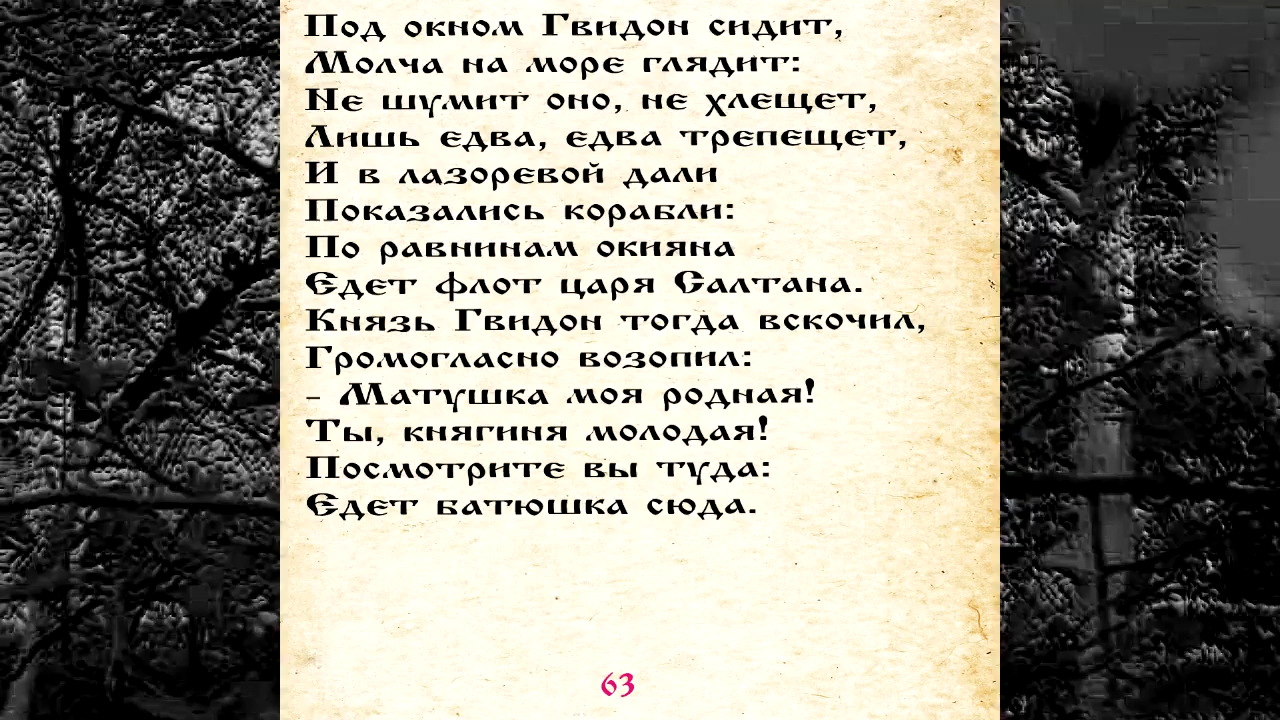 Под окном Гвидон сидит,
Молча на море глядит:
Не шумит оно, не хлещет,
Лишь едва, едва трепещет,
И в лазоревой дали
Показались корабли:
По равнинам окияна
Едет флот царя Салтана.
Князь Гвидон тогда вскочил,
Громогласно возопил:
- Матушка моя родная!
Ты, княгиня молодая!
Посмотрите вы туда:
Едет батюшка сюда.
63